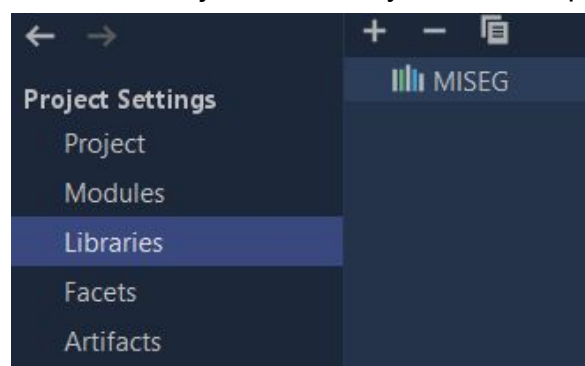 Project Settings
Project
Modules
Libraries
Facets
Artifacts
MISEG